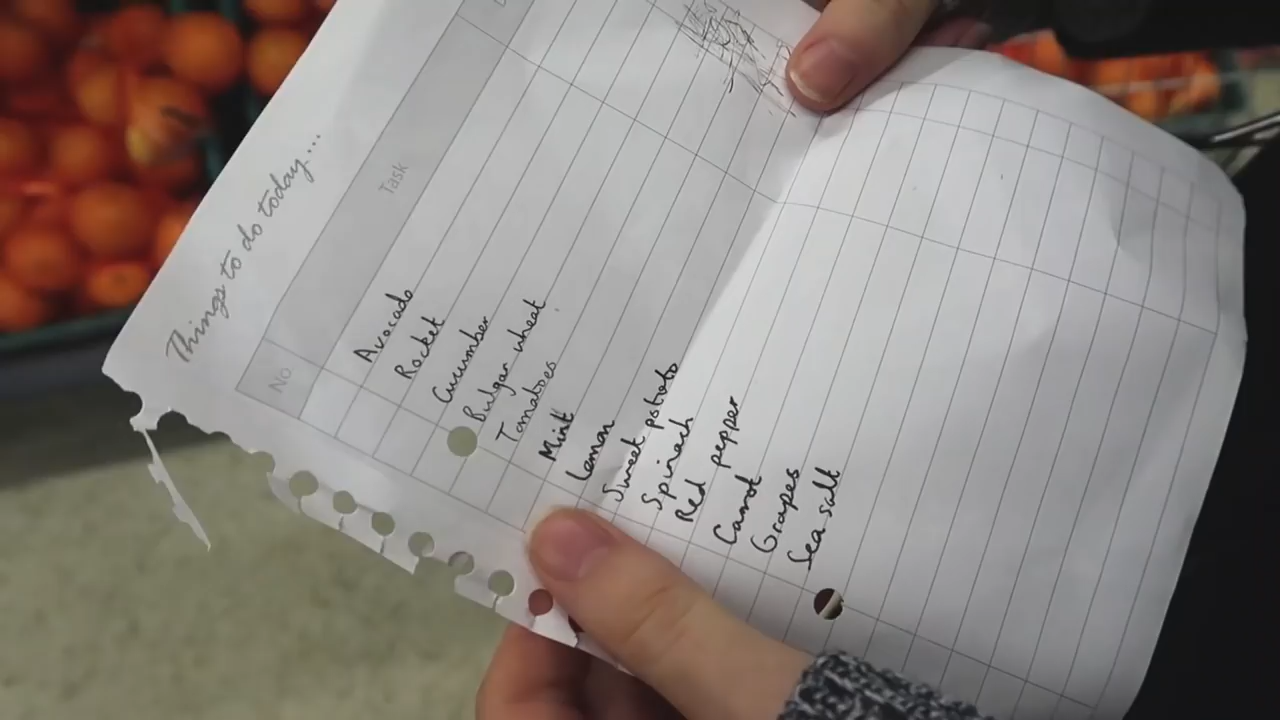 Things to do today...
No Task
Avocado
Rocket
Cucumber
Bulgar wheat
Tomatoes
Mint
Lemon
Sweet potato
Spinach
Red pepper
Carrot
Grapes
Sea salt